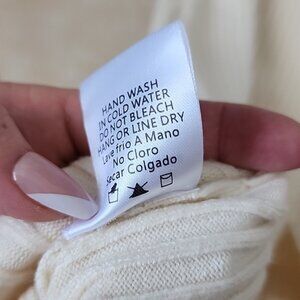 HAND WASH
IN COLD WATER
DO NOT BLEACH
HANG OR LINE DRY
Lave frio A Mano
No Cloro
Secar Colgado